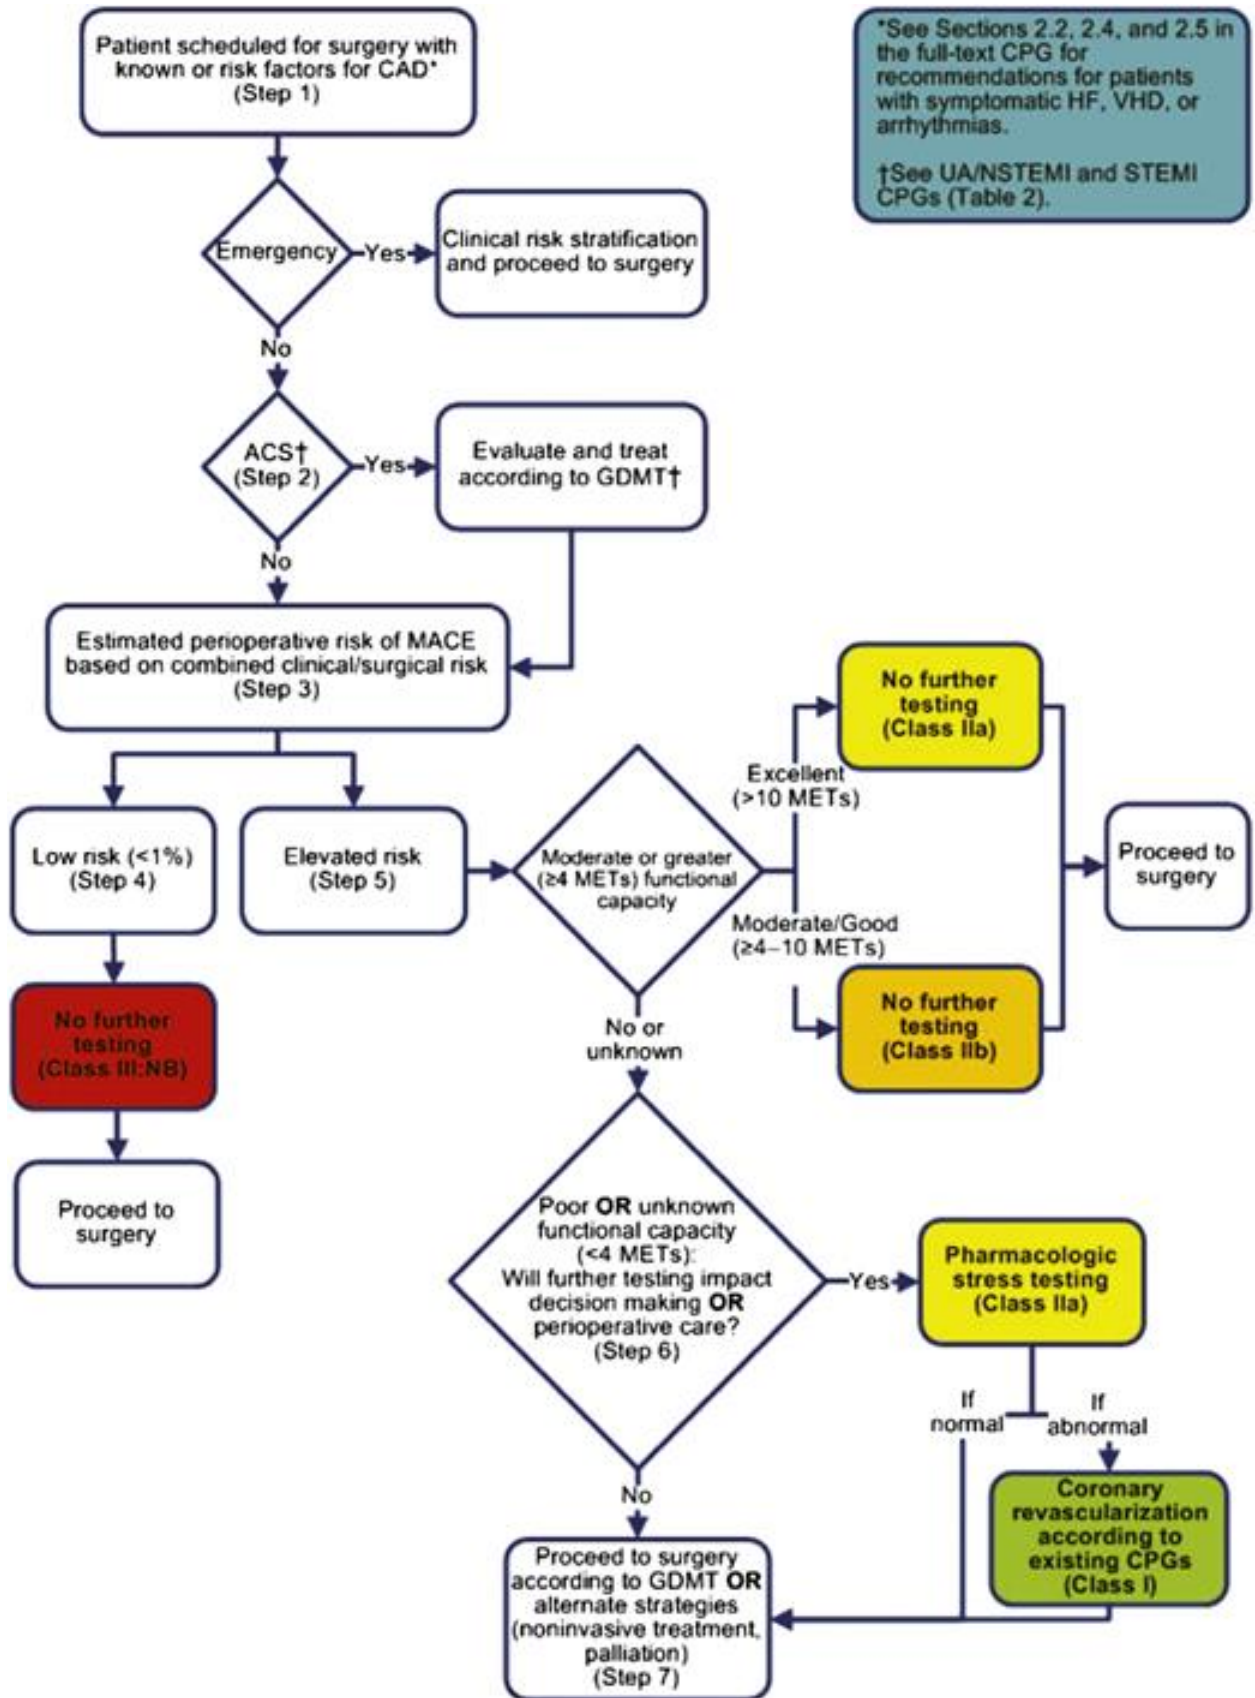 Patient scheduled for surgery with
known or risk factors for CAD*
(Step 1)
*See Sections 2.2, 2.4, and 2.5 in
the full-text CPG for
recommendations for patients
with symptomatic HF, VHD, or
arrhythmias.
†See UA/NSTEMI and STEMI
CPGs (Table 2).
Emergency
Yes
Clinical risk stratification
and proceed to surgery
No
ACS†
(Step 2)
Yes
Evaluate and treat
according to GDMT†
No
Estimated perioperative risk of MACE
based on combined clinical/surgical risk
(Step 3)
Low risk (<1%)
(Step 4)
Elevated risk
(Step 5)
Moderate or greater
(≥4 METs) functional
capacity
Excellent
(>10 METs)
No further
testing
(Class IIa)
Moderate/Good
(≥4–10 METs)
No further
testing
(Class IIb)
Proceed to
surgery
No further
testing
(Class III:NB)
Proceed to
surgery
No or
unknown
Poor OR unknown
functional capacity
(<4 METs):
Will further testing impact
decision making OR
perioperative care?
(Step 6)
Yes
Pharmacologic
stress testing
(Class IIa)
If
normal
If
abnormal
Coronary
revascularization
according to
existing CPGs
(Class I)
No
Proceed to surgery
according to GDMT OR
alternate strategies
(noninvasive treatment,
palliation)
(Step 7)